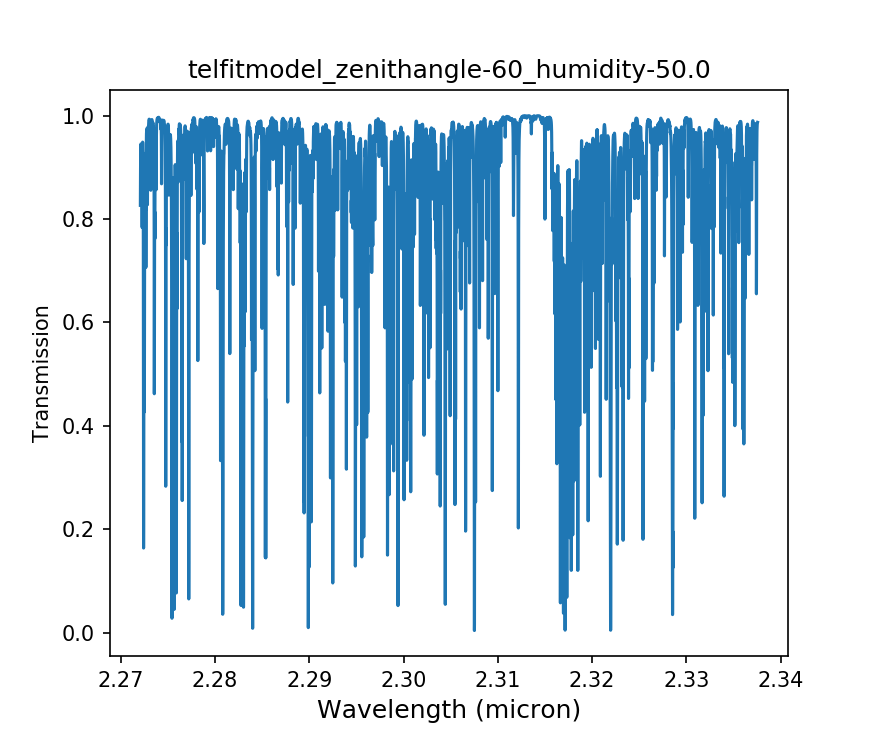 telfitmodel_zenithangle-60_humidity-50.0
1.0
0.8
0.6
0.4
0.2
0.0
Transmission
2.27 2.28 2.29 2.30 2.31 2.32 2.33 2.34
Wavelength (micron)